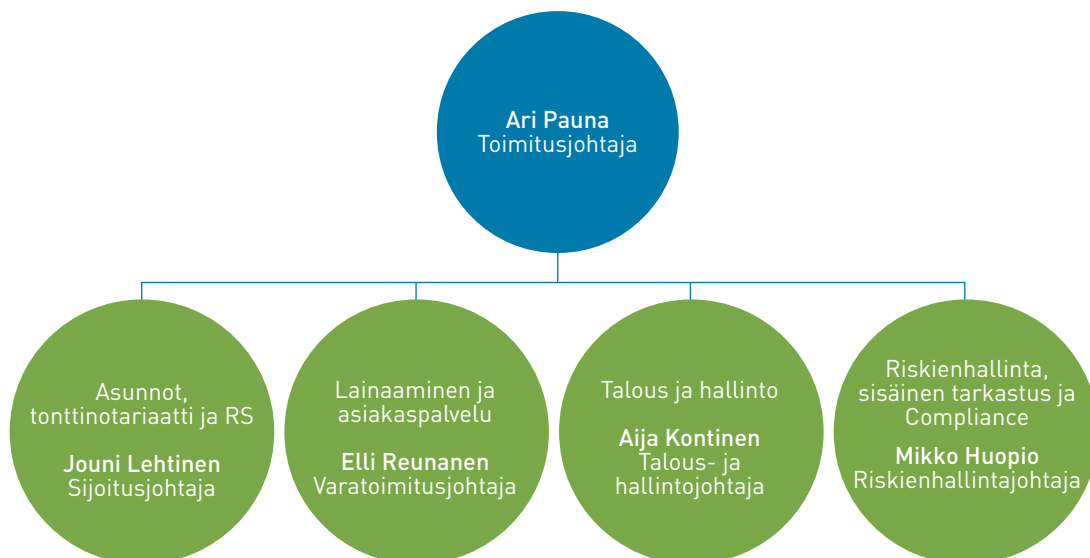 Ari Pauna
Toimitusjohtaja
Asunnot,
tonttinotariaatti ja RS
Jouni Lehtinen
Sijoitusjohtaja
Lainaaminen ja
asiakaspalvelu
Elli Reunanen
Varatoimitusjohtaja
Talous ja hallinto
Aija Kontinen
Talous- ja
hallintojohtaja
Riskienhallinta,
sisäinen tarkastus ja
Compliance
Mikko Huopio
Riskienhallintajohtaja